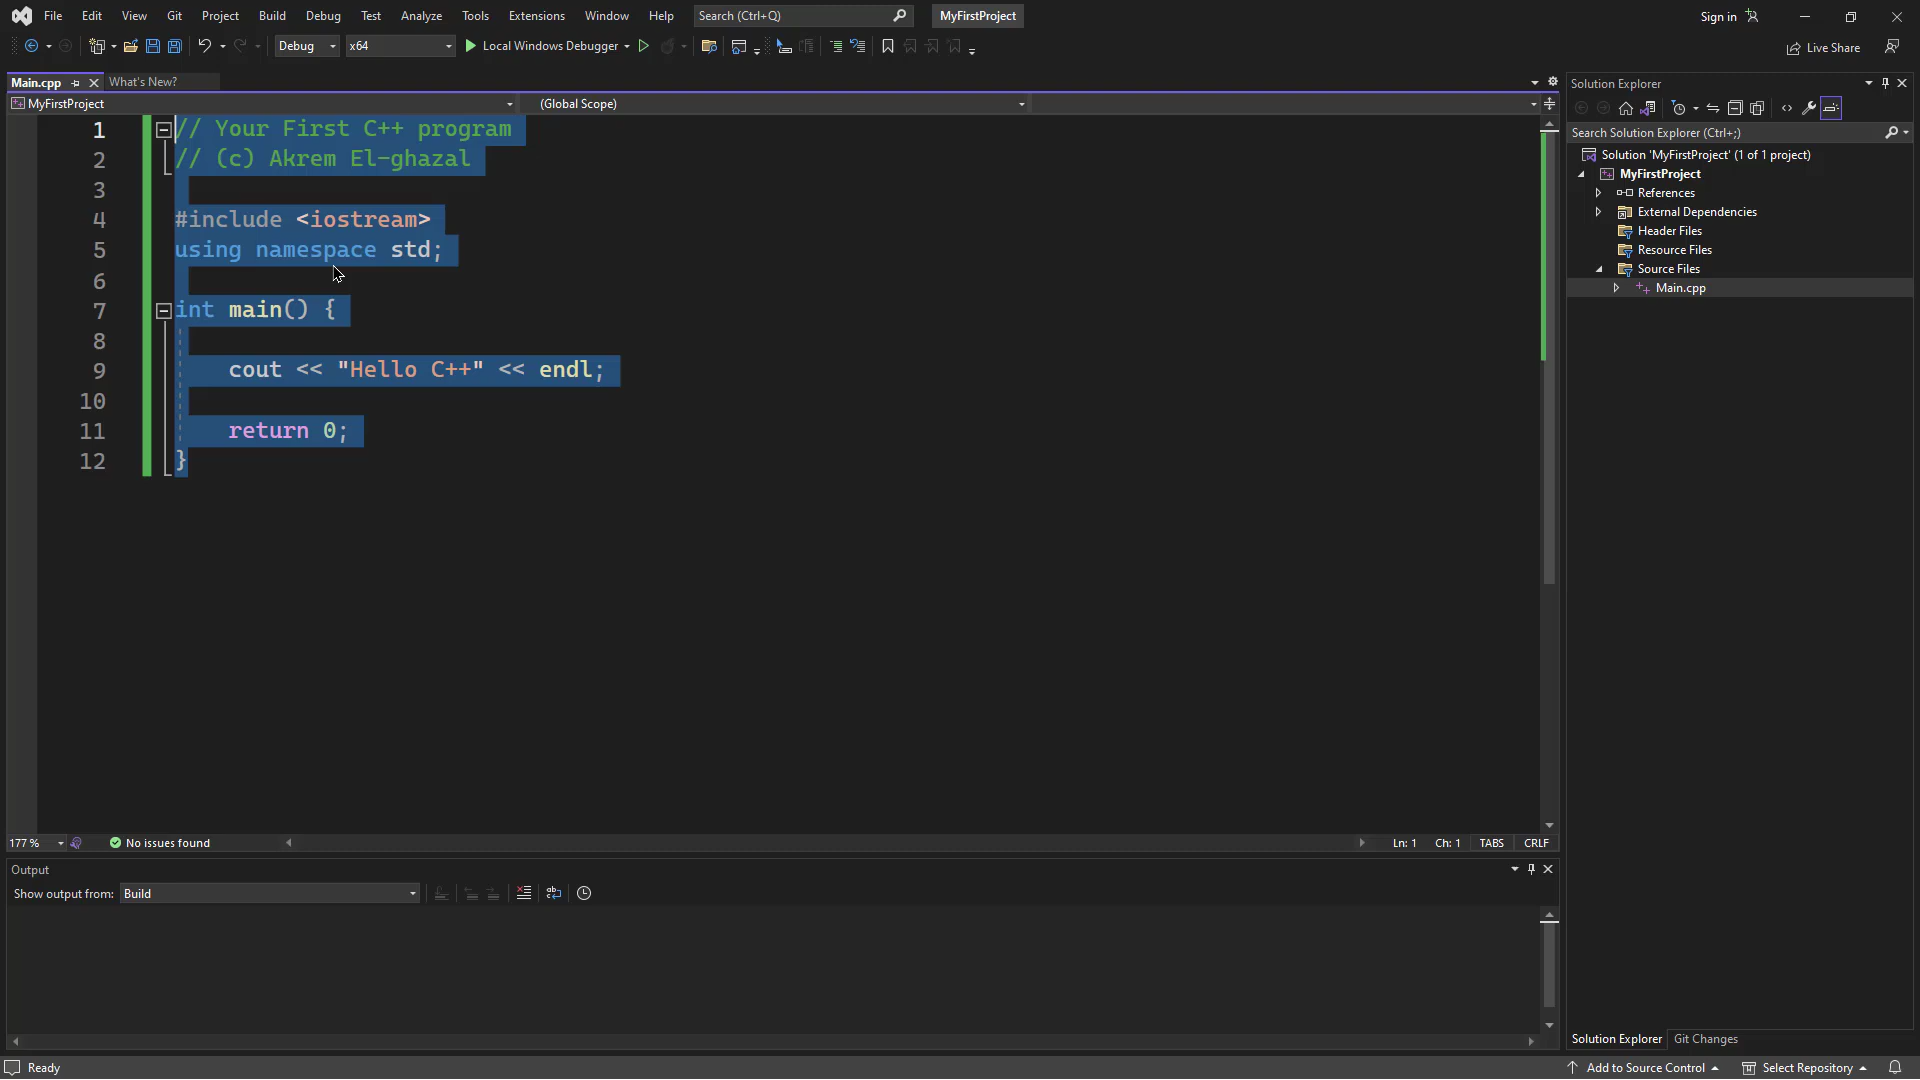 File Edit View Git Project Build Debug Test Analyze Tools Extensions Window Help Search (Ctrl+Q) MyFirstProject Sign in
Debug x64 Local Windows Debugger Live Share
Main.cpp What's New?
MyFirstProject (Global Scope)
1 // Your First C++ program
2 // (c) Akrem El-ghazal
3
4 #include <iostream>
5 using namespace std;
6
7 int main() {
8
9 cout << "Hello C++" << endl;
10
11 return 0;
12 }
177 % No issues found Ln: 1 Ch: 1 TABS CRLF
Output
Show output from: Build
Solution Explorer
Search Solution Explorer (Ctrl+;)
Solution 'MyFirstProject' (1 of 1 project)
MyFirstProject
References
External Dependencies
Header Files
Resource Files
Source Files
Main.cpp
Solution Explorer Git Changes
Ready Add to Source Control Select Repository